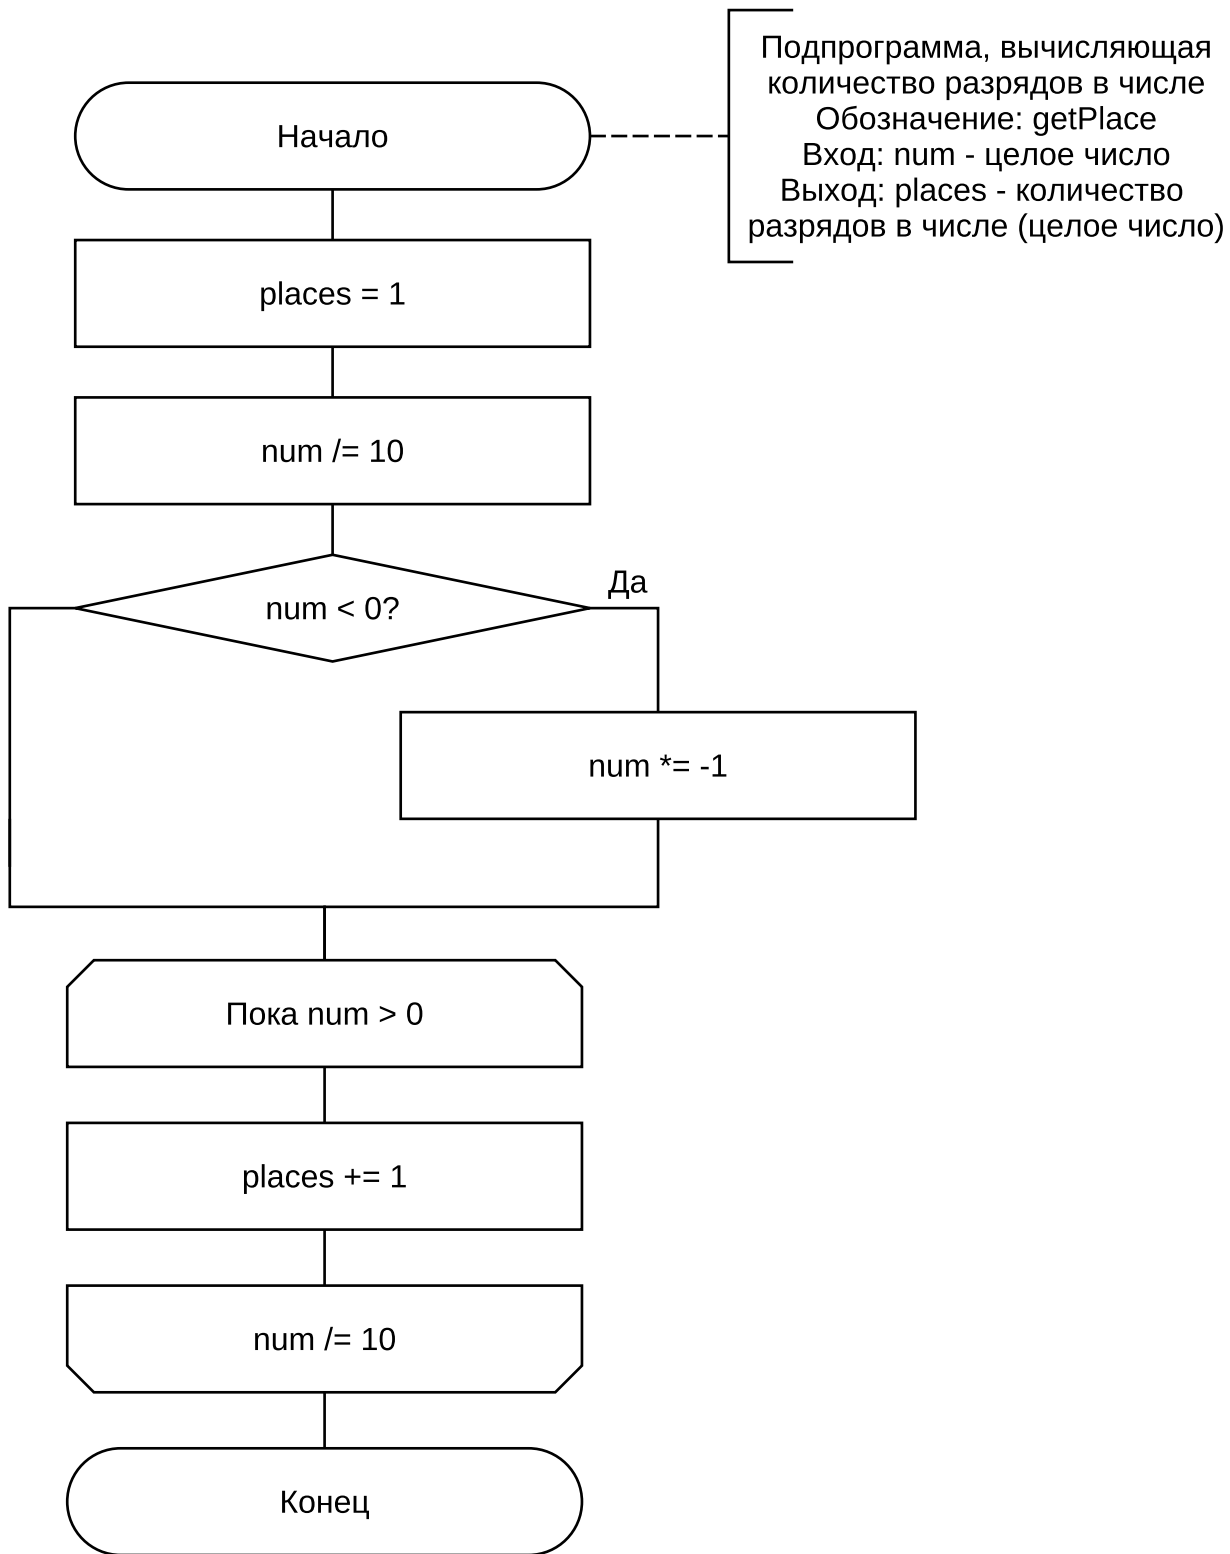 Подпрограмма, вычисляющая
количество разрядов в числе
Обозначение: getPlace
Вход: num - целое число
Выход: places - количество
разрядов в числе (целое число)
Начало
places = 1
num /= 10
num < 0?
Да
num *= -1
Пока num > 0
places += 1
num /= 10
Конец